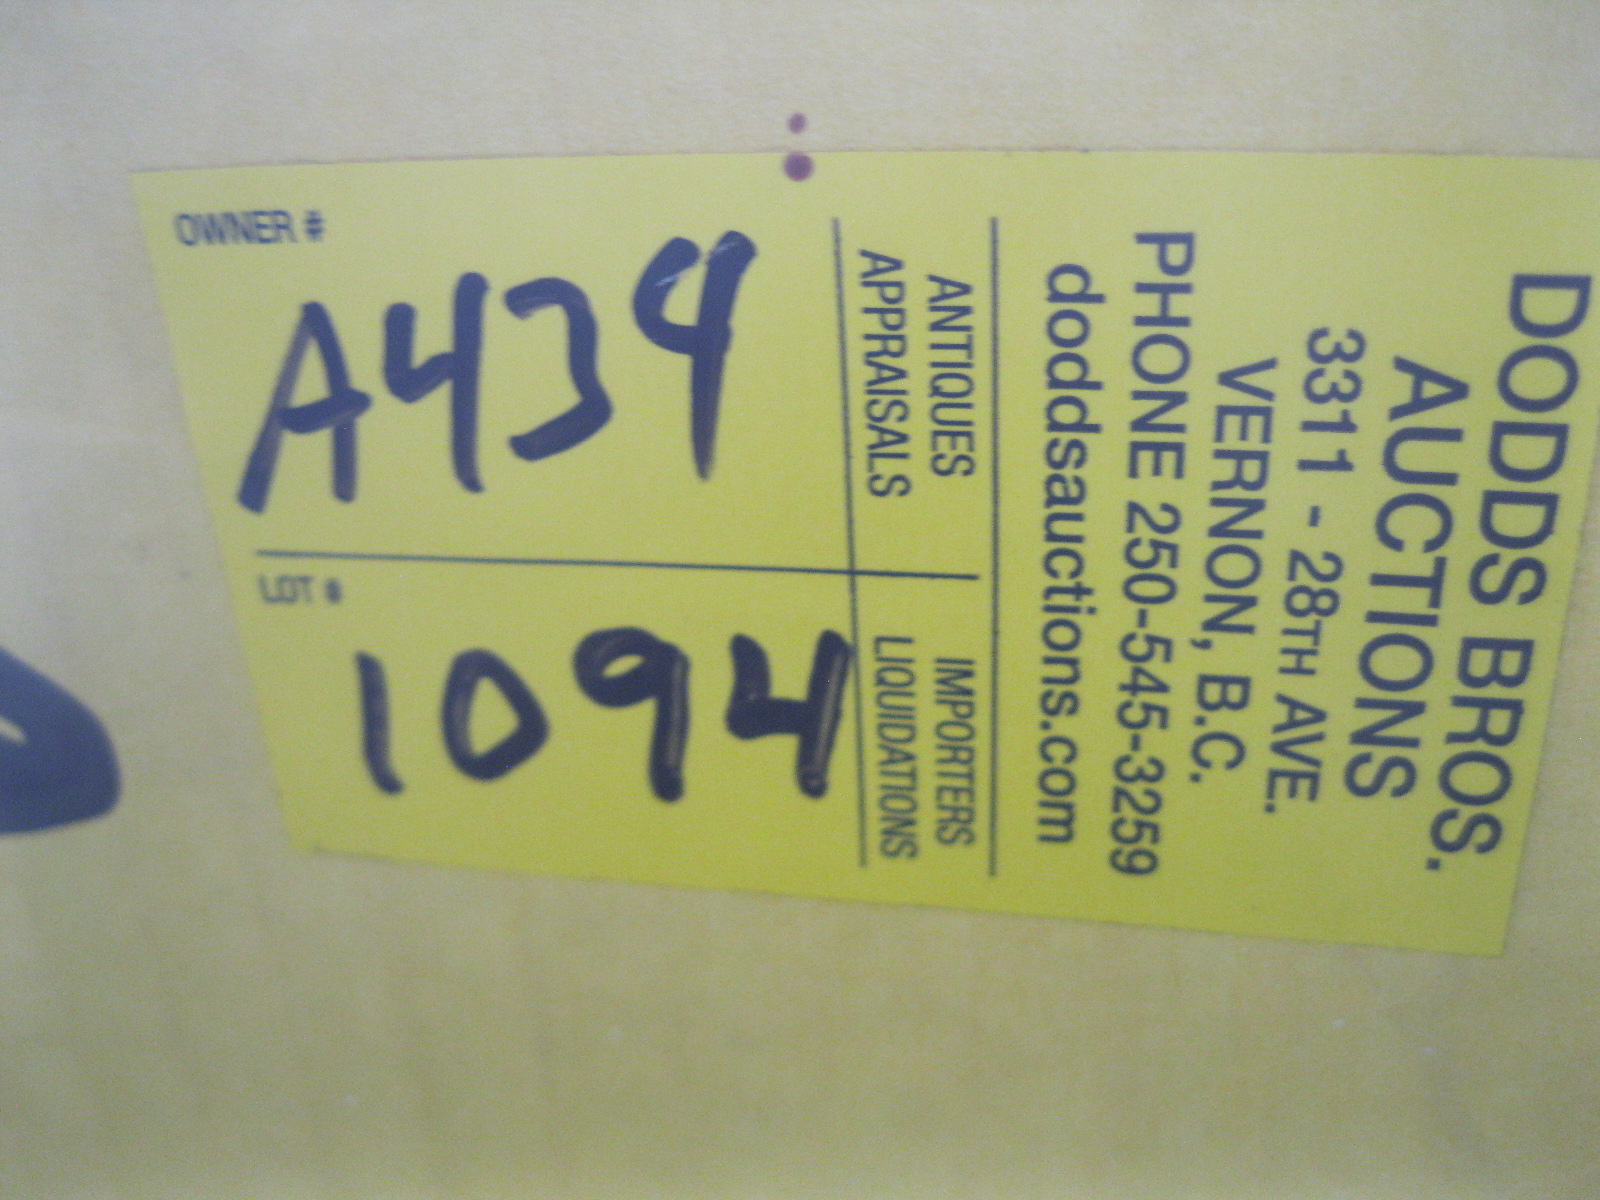 DODDS BROS.
AUCTIONS
3311 - 28TH AVE.
VERNON, B.C.
PHONE 250-545-3259
doddsauctions.com
ANTIQUES
APPRAISALS
IMPORTERS
LIQUIDATIONS
OWNER #
A439
LOT #
1094